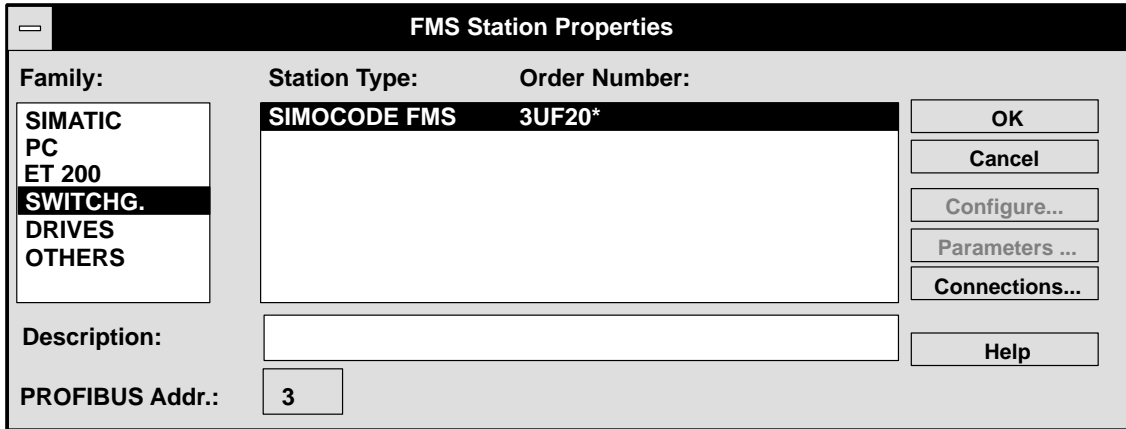 FMS Station Properties
Family: Station Type: Order Number:
SIMATIC
PC
ET 200
SWITCHG.
DRIVES
OTHERS
SIMOCODE FMS 3UF20*
OK
Cancel
Configure...
Parameters ...
Connections...
Help
Description:
PROFIBUS Addr.: 3